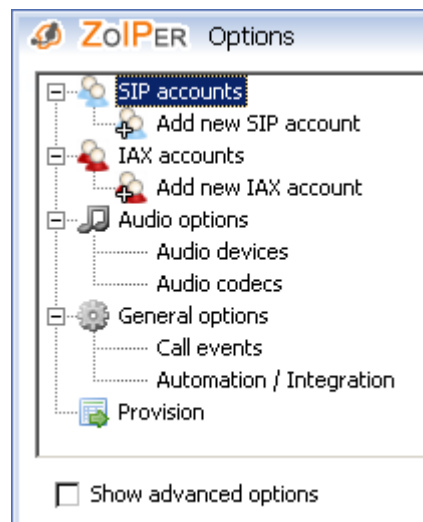 ZOIPER Options
SIP accounts
Add new SIP account
IAX accounts
Add new IAX account
Audio options
Audio devices
Audio codecs
General options
Call events
Automation / Integration
Provision
Show advanced options